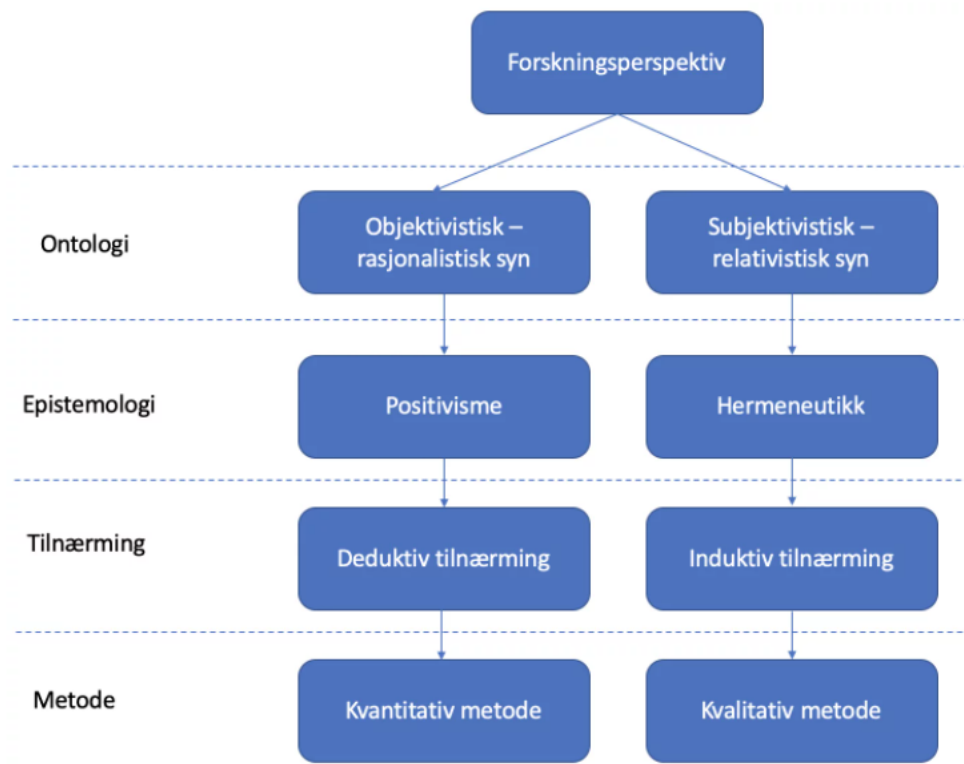 Forskningsperspektiv
Ontologi
Objektivistisk –
rasjonalistisk syn
Subjektivistisk –
relativistisk syn
Epistemologi
Positivisme
Hermeneutikk
Tilnærming
Deduktiv tilnærming
Induktiv tilnærming
Metode
Kvantitativ metode
Kvalitativ metode